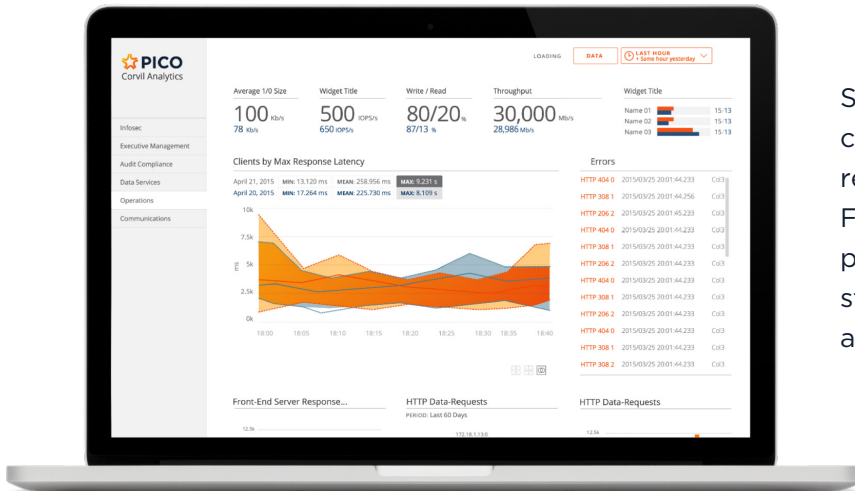 PICO
Corvil Analytics
Infosec
Executive Management
Audit Compliance
Data Services
Operations
Communications
LOADING
DATA
LAST HOUR
+ Same hour yesterday
Average 1/0 Size
100 Kb/s
78 Kb/s
Widget Title
500 IOPS/s
650 IOPS/s
Write / Read
80/20 %
87/13 %
Throughput
30,000 Mb/s
28,986 Mb/s
Widget Title
Name 01 15/13
Name 02 15/13
Name 03 15/13
Clients by Max Response Latency
April 21, 2015 MIN: 13.120 ms MEAN: 258.956 ms MAX: 9.231 s
April 20, 2015 MIN: 17.264 ms MEAN: 225.730 ms MAX: 8.109 s
10k
7.5k
5k
2.5k
0k
ms
18:00 18:05 18:10 18:15 18:20 18:25 18:30 18:35 18:40
Errors
HTTP 404 0 2015/03/25 20:01:44.233 Col3
HTTP 308 1 2015/03/25 20:01:44.256 Col3
HTTP 206 2 2015/03/25 20:01:45.233 Col3
HTTP 404 0 2015/03/25 20:01:44.233 Col3
HTTP 308 1 2015/03/25 20:01:44.233 Col3
HTTP 206 2 2015/03/25 20:01:44.233 Col3
HTTP 404 0 2015/03/25 20:01:44.233 Col3
HTTP 308 1 2015/03/25 20:01:44.233 Col3
HTTP 206 2 2015/03/25 20:01:44.233 Col3
HTTP 404 0 2015/03/25 20:01:44.233 Col3
HTTP 308 1 2015/03/25 20:01:44.233 Col3
HTTP 308 2 2015/03/25 20:01:44.233 Col3
Front-End Server Response...
12.5k
HTTP Data-Requests
PERIOD: Last 60 Days
172.18.1.13:0
HTTP Data-Requests
12.5k